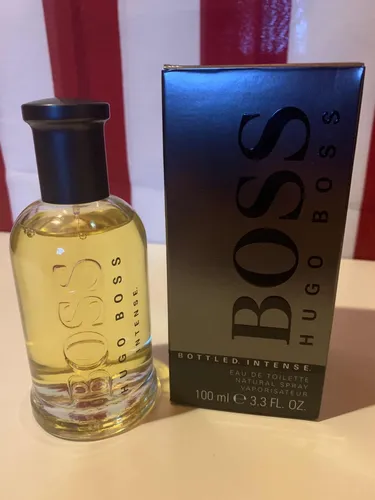 BOSS
HUGO BOSS
INTENSE.
BOSS
HUGO BOSS
BOTTLED. INTENSE.
EAU DE TOILETTE
NATURAL SPRAY
VAPORISATEUR
100 ml ℮ 3.3 FL. OZ.